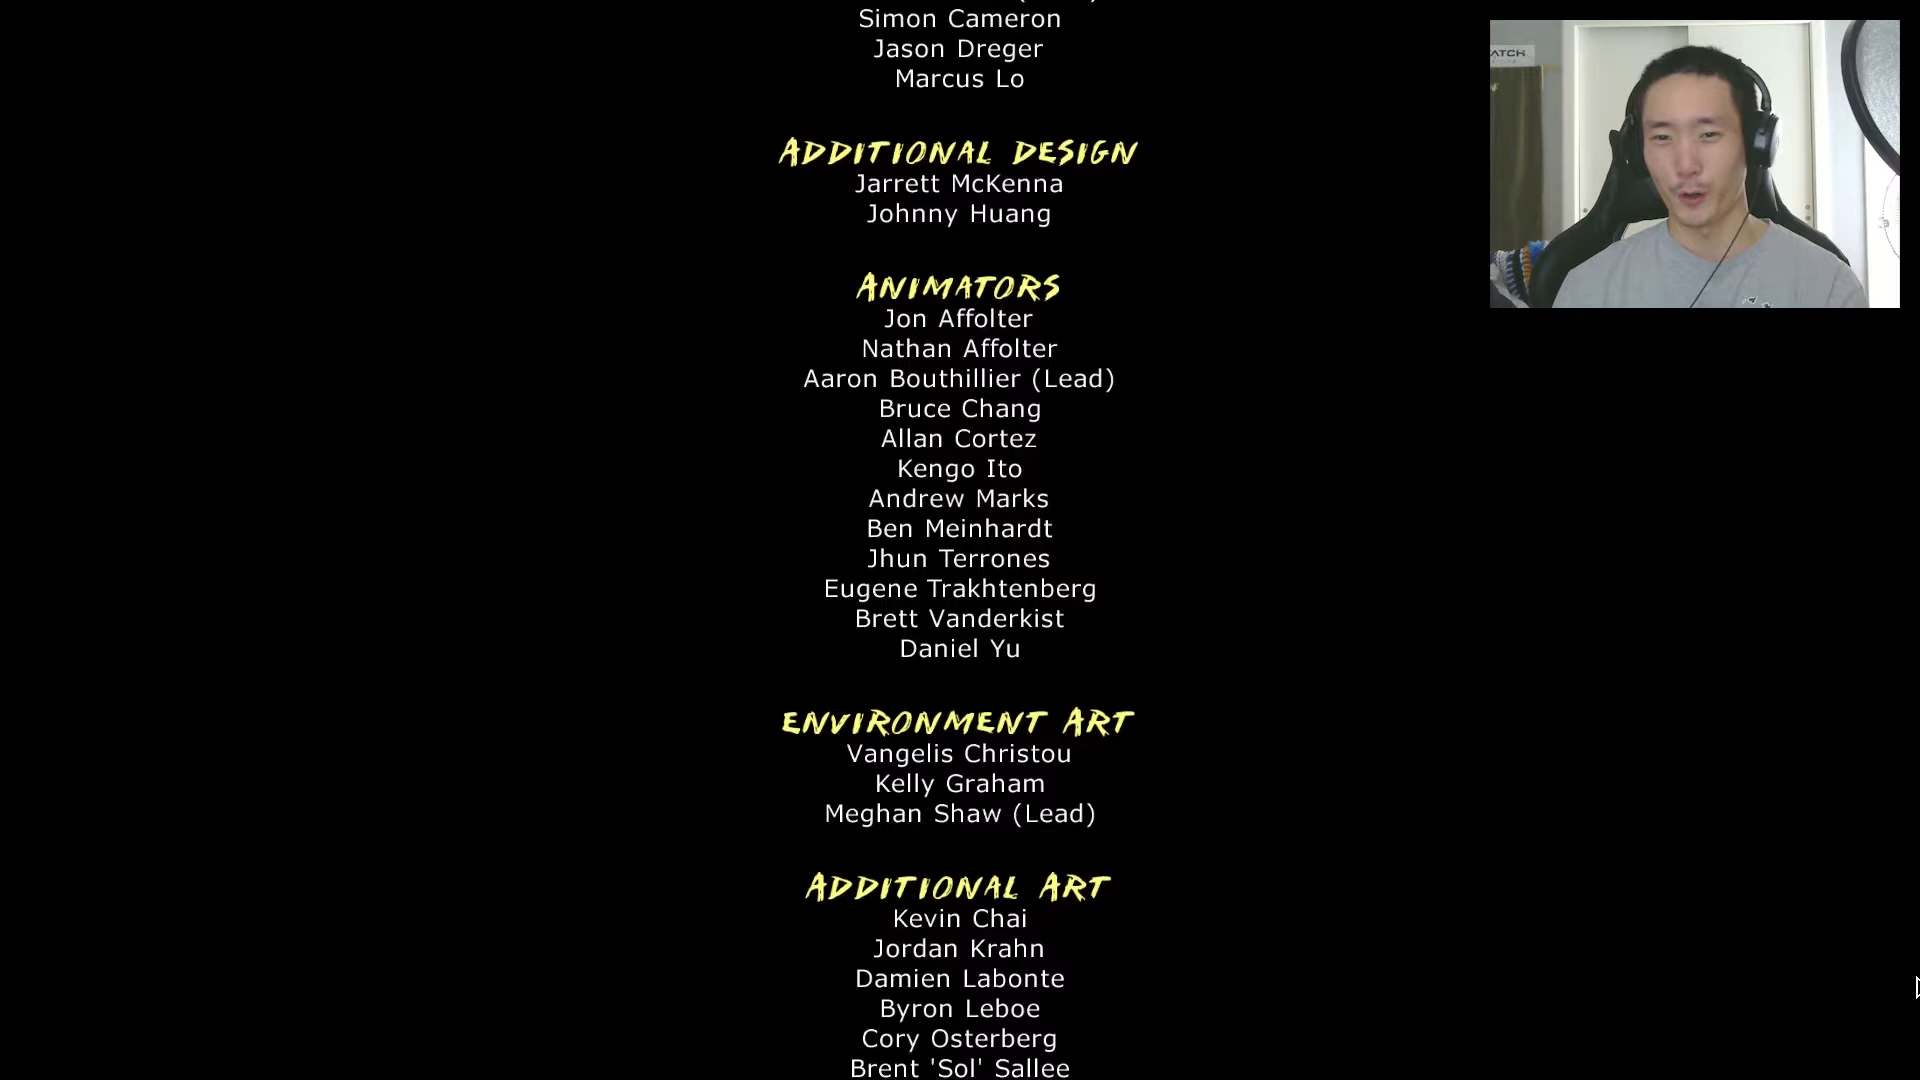 Simon Cameron
Jason Dreger
Marcus Lo
ADDITIONAL DESIGN
Jarrett McKenna
Johnny Huang
ANIMATORS
Jon Affolter
Nathan Affolter
Aaron Bouthillier (Lead)
Bruce Chang
Allan Cortez
Kengo Ito
Andrew Marks
Ben Meinhardt
Jhun Terrones
Eugene Trakhtenberg
Brett Vanderkist
Daniel Yu
ENVIRONMENT ART
Vangelis Christou
Kelly Graham
Meghan Shaw (Lead)
ADDITIONAL ART
Kevin Chai
Jordan Krahn
Damien Labonte
Byron Leboe
Cory Osterberg
Brent 'Sol' Sallee